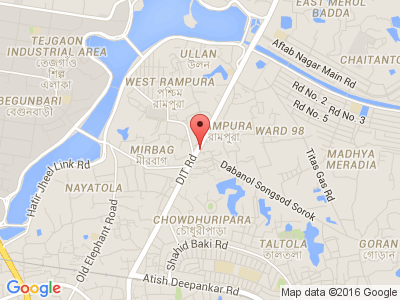 EAST MERUL
BADDA
TEJGAON
INDUSTRIAL AREA
তেজগাঁও
শিল্প
এলাকা
ULLAN
উলন
Aftab Nagar Main Rd
CHAITANTO
WEST RAMPURA
পশ্চিম
রামপুরা
Rd No. 2
Rd No. 3
Rd No. 5
BEGUNBARI
বেগুনবাড়ী
RAMPURA
রামপুরা
WARD 98
MIRBAG
মীরবাগ
DIT Rd
MADHYA
MERADIA
Hatir Jheel Link Rd
NAYATOLA
Dabanol Songsod Sorok
Titas Gas Rd
Old Elephant Road
CHOWDHURIPARA
চৌধুরীপাড়া
Shahid Baki Rd
TALTOLA
তালতলা
GORAN
গোড়ান
Atish Deepankar Rd
Map data ©2016 Google